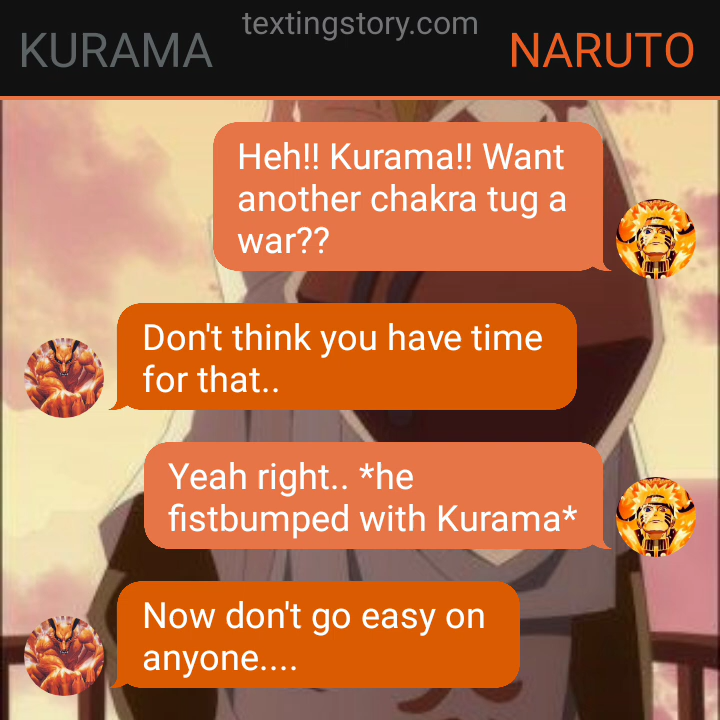 textingstory.com
KURAMA
NARUTO
Heh!! Kurama!! Want
another chakra tug a
war??
Don't think you have time
for that..
Yeah right.. *he
fistbumped with Kurama*
Now don't go easy on
anyone....